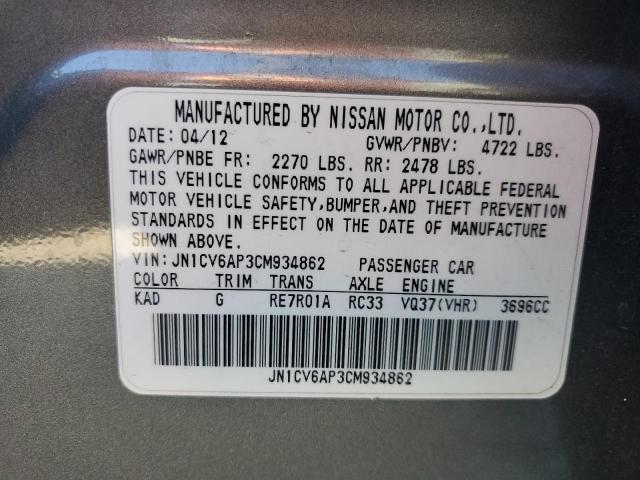 MANUFACTURED BY NISSAN MOTOR CO.,LTD.
DATE: 04/12 GVWR/PNBV: 4722 LBS.
GAWR/PNBE FR: 2270 LBS. RR: 2478 LBS.
THIS VEHICLE CONFORMS TO ALL APPLICABLE FEDERAL
MOTOR VEHICLE SAFETY,BUMPER,AND THEFT PREVENTION
STANDARDS IN EFFECT ON THE DATE OF MANUFACTURE
SHOWN ABOVE.
VIN:JN1CV6AP3CM934862 PASSENGER CAR
COLOR TRIM TRANS AXLE ENGINE
KAD G RE7R01A RC33 VQ37(VHR) 3696CC
JN1CV6AP3CM934862